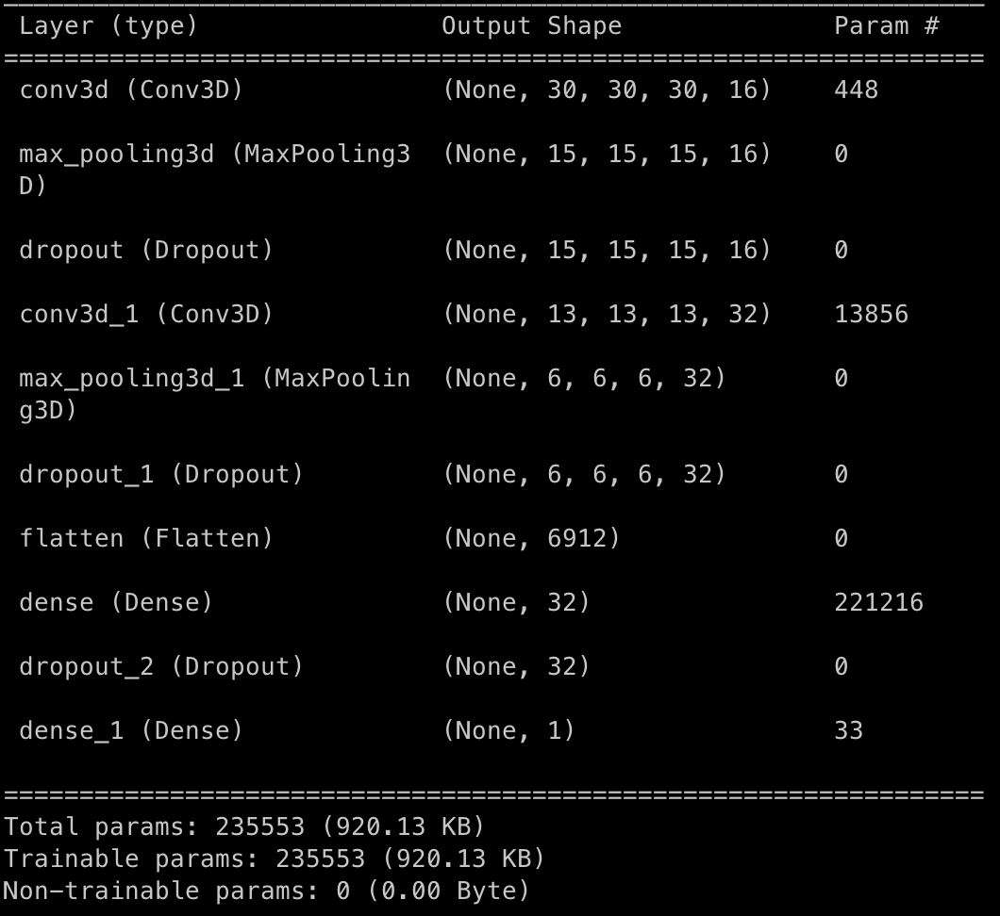 Layer (type) Output Shape Param #
=================================================================
conv3d (Conv3D) (None, 30, 30, 30, 16) 448
max_pooling3d (MaxPooling3 (None, 15, 15, 15, 16) 0
D)
dropout (Dropout) (None, 15, 15, 15, 16) 0
conv3d_1 (Conv3D) (None, 13, 13, 13, 32) 13856
max_pooling3d_1 (MaxPoolin (None, 6, 6, 6, 32) 0
g3D)
dropout_1 (Dropout) (None, 6, 6, 6, 32) 0
flatten (Flatten) (None, 6912) 0
dense (Dense) (None, 32) 221216
dropout_2 (Dropout) (None, 32) 0
dense_1 (Dense) (None, 1) 33
=================================================================
Total params: 235553 (920.13 KB)
Trainable params: 235553 (920.13 KB)
Non-trainable params: 0 (0.00 Byte)